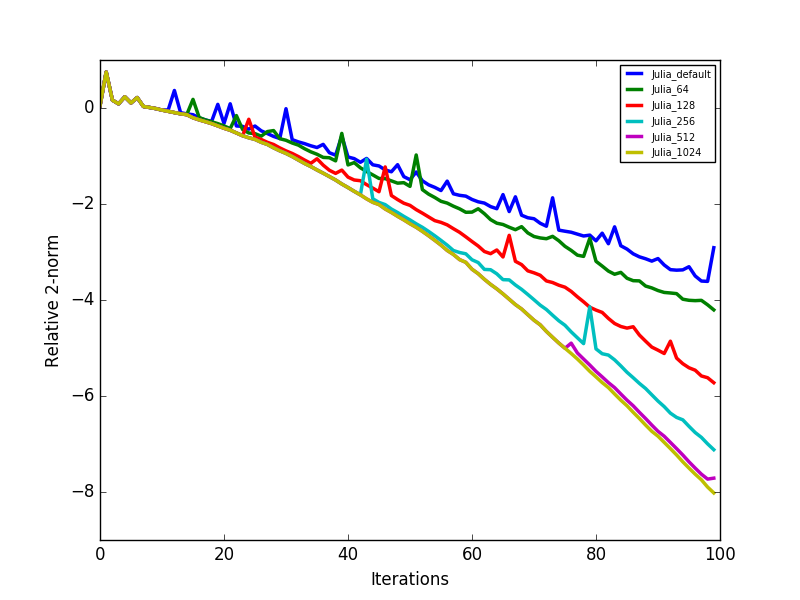 Julia_default
Julia_64
Julia_128
Julia_256
Julia_512
Julia_1024
0
−2
−4
−6
−8
Relative 2-norm
0 20 40 60 80 100
Iterations